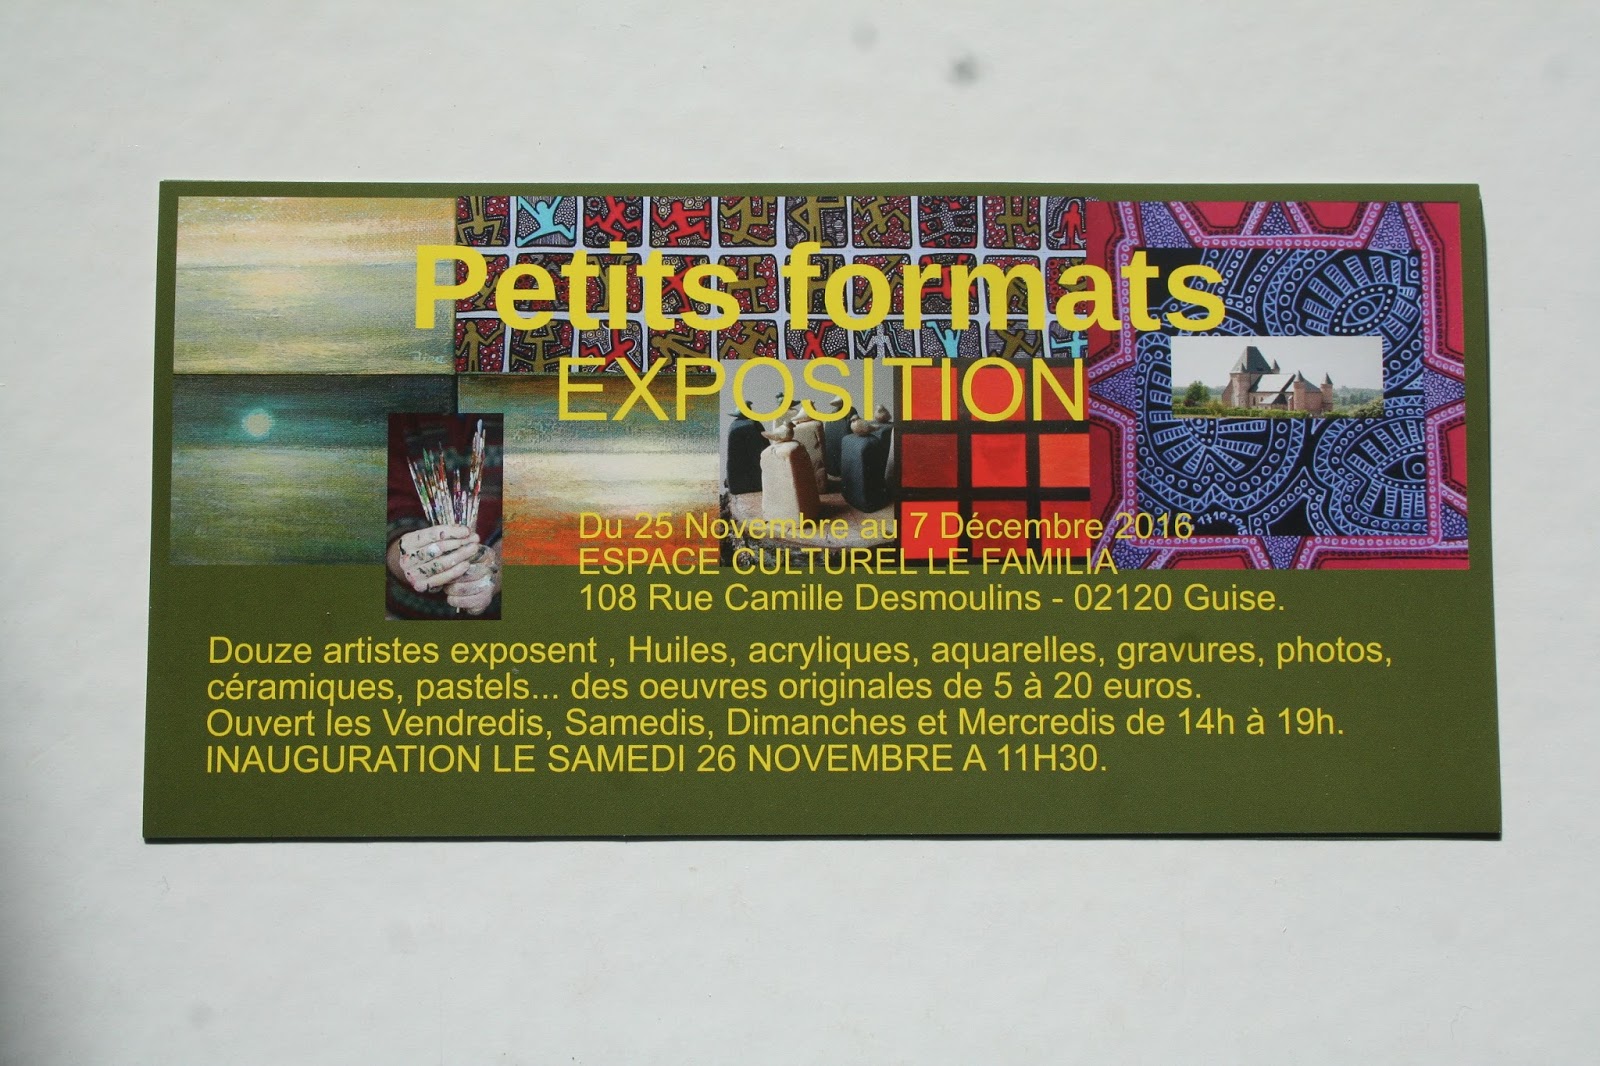 Petits formats
EXPOSITION
Du 25 Novembre au 7 Décembre 2016
ESPACE CULTUREL LE FAMILIA
108 Rue Camille Desmoulins - 02120 Guise.
Douze artistes exposent , Huiles, acryliques, aquarelles, gravures, photos,
céramiques, pastels... des oeuvres originales de 5 à 20 euros.
Ouvert les Vendredis, Samedis, Dimanches et Mercredis de 14h à 19h.
INAUGURATION LE SAMEDI 26 NOVEMBRE A 11H30.